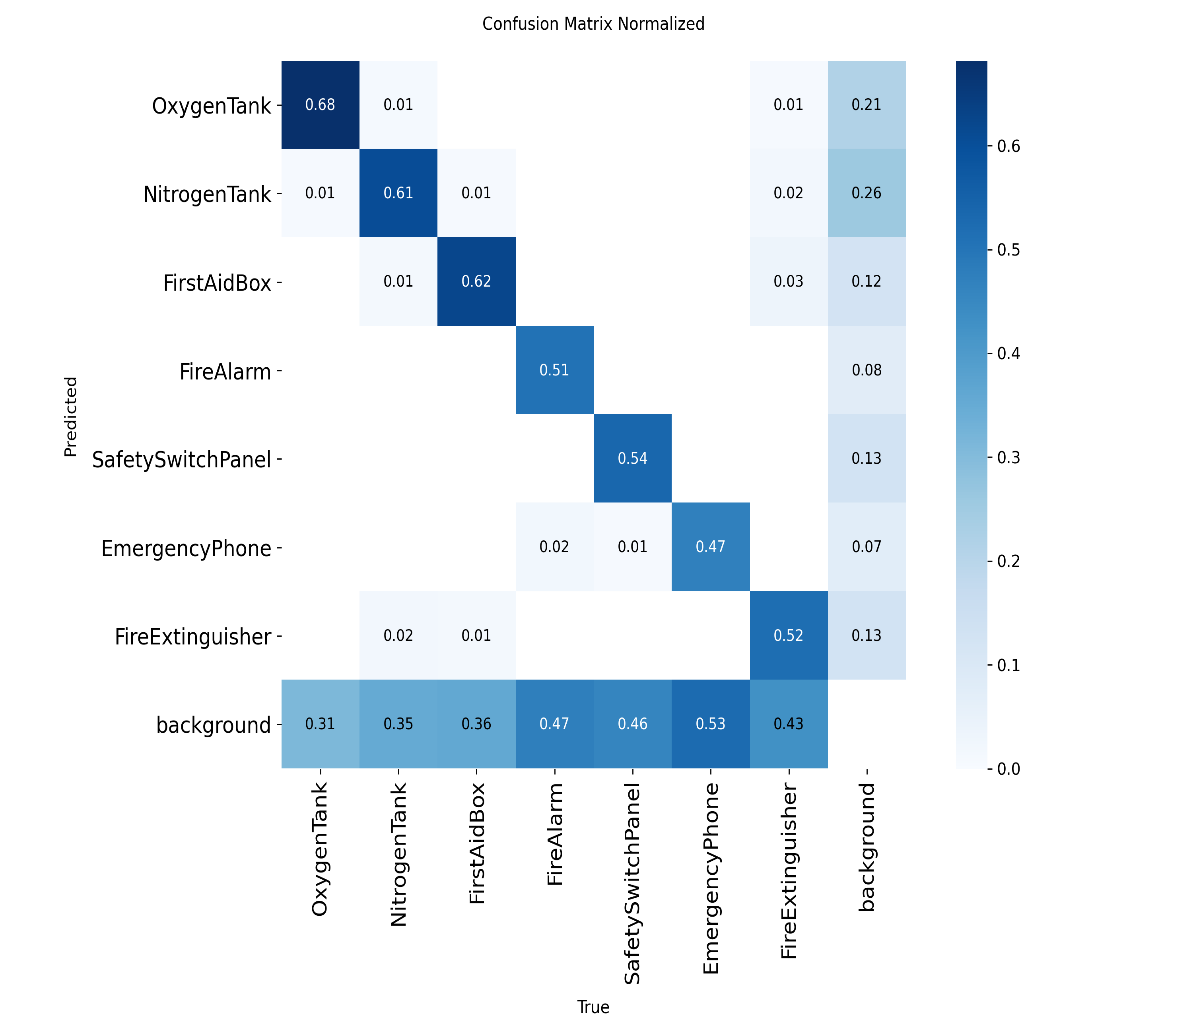 Confusion Matrix Normalized
OxygenTank 0.68 0.01 0.01 0.21
NitrogenTank 0.01 0.61 0.01 0.02 0.26
FirstAidBox 0.01 0.62 0.03 0.12
FireAlarm 0.51 0.08
SafetySwitchPanel 0.54 0.13
EmergencyPhone 0.02 0.01 0.47 0.07
FireExtinguisher 0.02 0.01 0.52 0.13
background 0.31 0.35 0.36 0.47 0.46 0.53 0.43
Predicted
OxygenTank
NitrogenTank
FirstAidBox
FireAlarm
SafetySwitchPanel
EmergencyPhone
FireExtinguisher
background
True
0.6
0.5
0.4
0.3
0.2
0.1
0.0